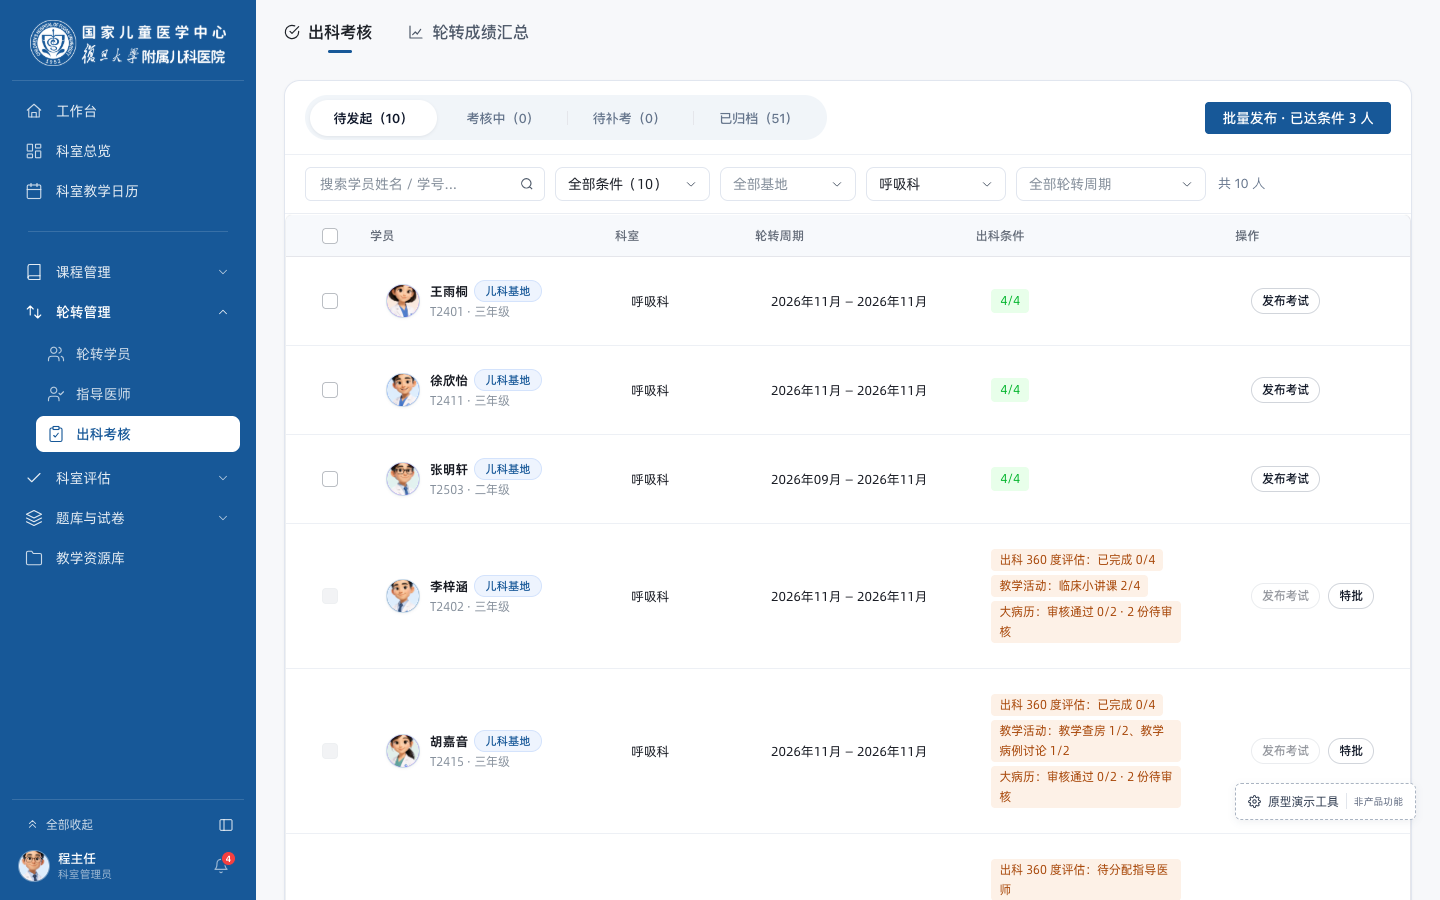 国家儿童医学中心
復旦大学附属儿科医院
工作台
科室总览
科室教学日历
课程管理
轮转管理
轮转学员
指导医师
出科考核
科室评估
题库与试卷
教学资源库
全部收起
程主任
科室管理员
4
出科考核
轮转成绩汇总
待发起（10）
考核中（0）
待补考（0）
已归档（51）
批量发布 · 已达条件 3 人
搜索学员姓名 / 学号...
全部条件（10）
全部基地
呼吸科
全部轮转周期
共 10 人
学员
科室
轮转周期
出科条件
操作
王雨桐 儿科基地
T2401 · 三年级
呼吸科
2026年11月 – 2026年11月
4/4
发布考试
徐欣怡 儿科基地
T2411 · 三年级
呼吸科
2026年11月 – 2026年11月
4/4
发布考试
张明轩 儿科基地
T2503 · 二年级
呼吸科
2026年09月 – 2026年11月
4/4
发布考试
李梓涵 儿科基地
T2402 · 三年级
呼吸科
2026年11月 – 2026年11月
出科 360 度评估：已完成 0/4
教学活动：临床小讲课 2/4
大病历：审核通过 0/2 · 2 份待审
核
发布考试
特批
胡嘉音 儿科基地
T2415 · 三年级
呼吸科
2026年11月 – 2026年11月
出科 360 度评估：已完成 0/4
教学活动：教学查房 1/2、教学
病例讨论 1/2
大病历：审核通过 0/2 · 2 份待审
核
发布考试
特批
原型演示工具
非产品功能
出科 360 度评估：待分配指导医
师